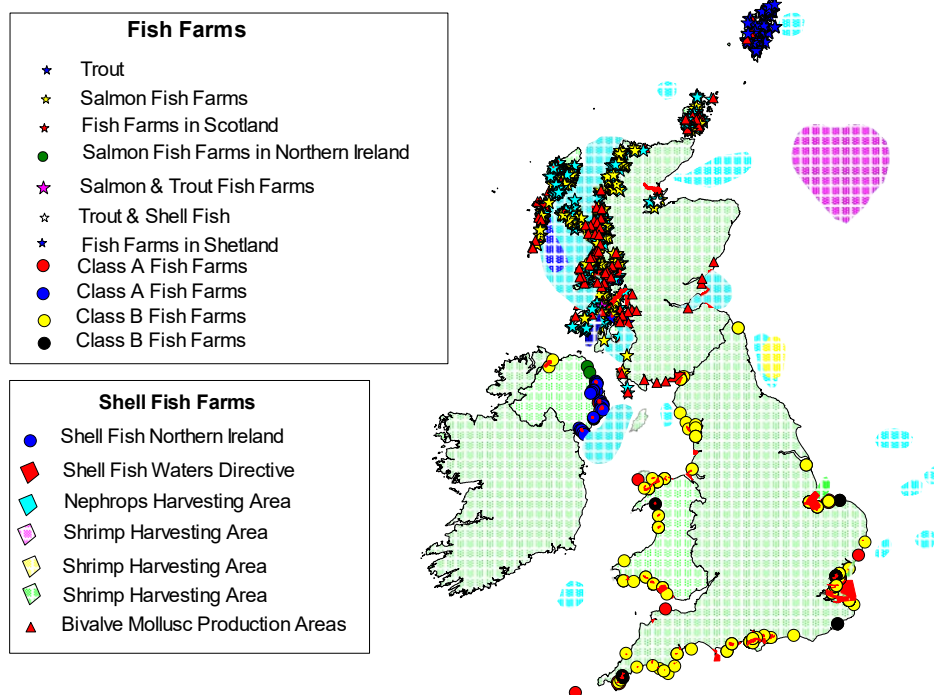 Fish Farms
Trout
Salmon Fish Farms
Fish Farms in Scotland
Salmon Fish Farms in Northern Ireland
Salmon & Trout Fish Farms
Trout & Shell Fish
Fish Farms in Shetland
Class A Fish Farms
Class A Fish Farms
Class B Fish Farms
Class B Fish Farms
Shell Fish Farms
Shell Fish Northern Ireland
Shell Fish Waters Directive
Nephrops Harvesting Area
Shrimp Harvesting Area
Shrimp Harvesting Area
Shrimp Harvesting Area
Bivalve Mollusc Production Areas